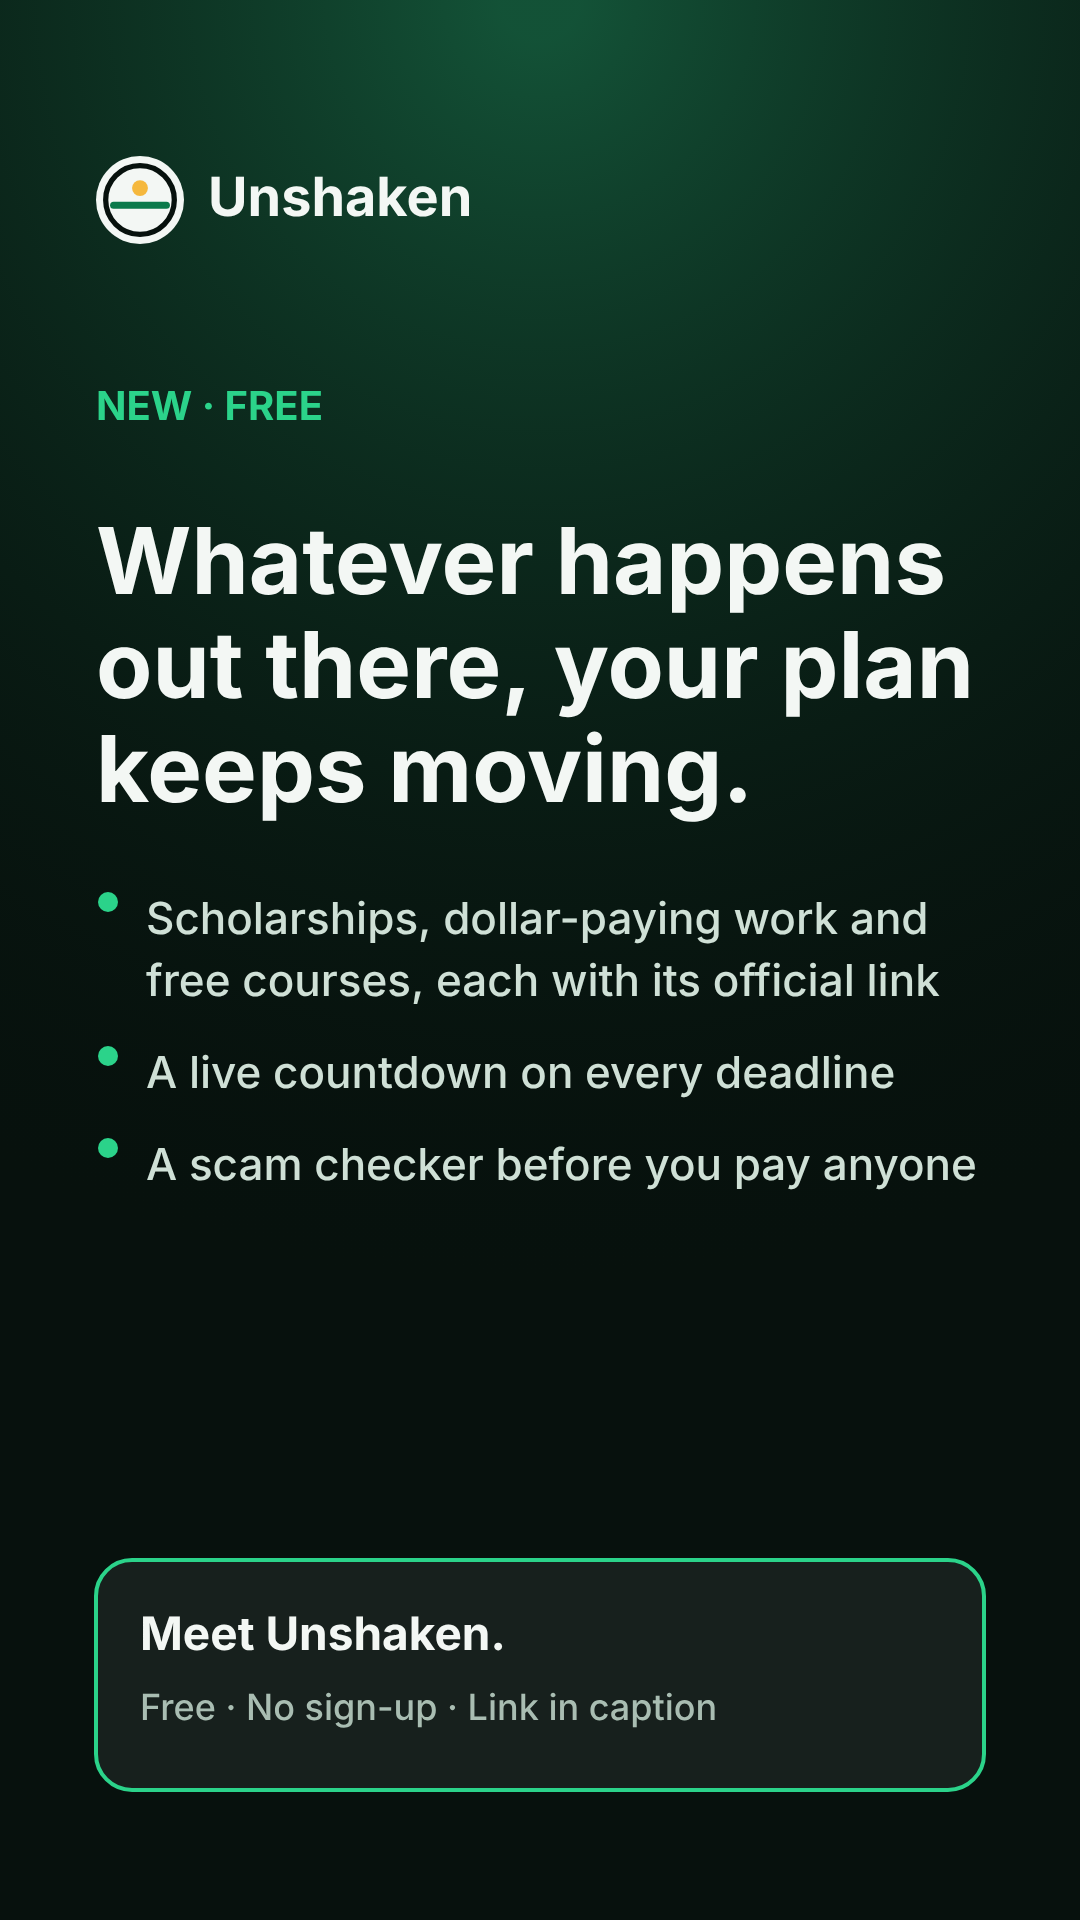 Unshaken
NEW · FREE
Whatever happens
out there, your plan
keeps moving.
Scholarships, dollar-paying work and
free courses, each with its official link
A live countdown on every deadline
A scam checker before you pay anyone
Meet Unshaken.
Free · No sign-up · Link in caption